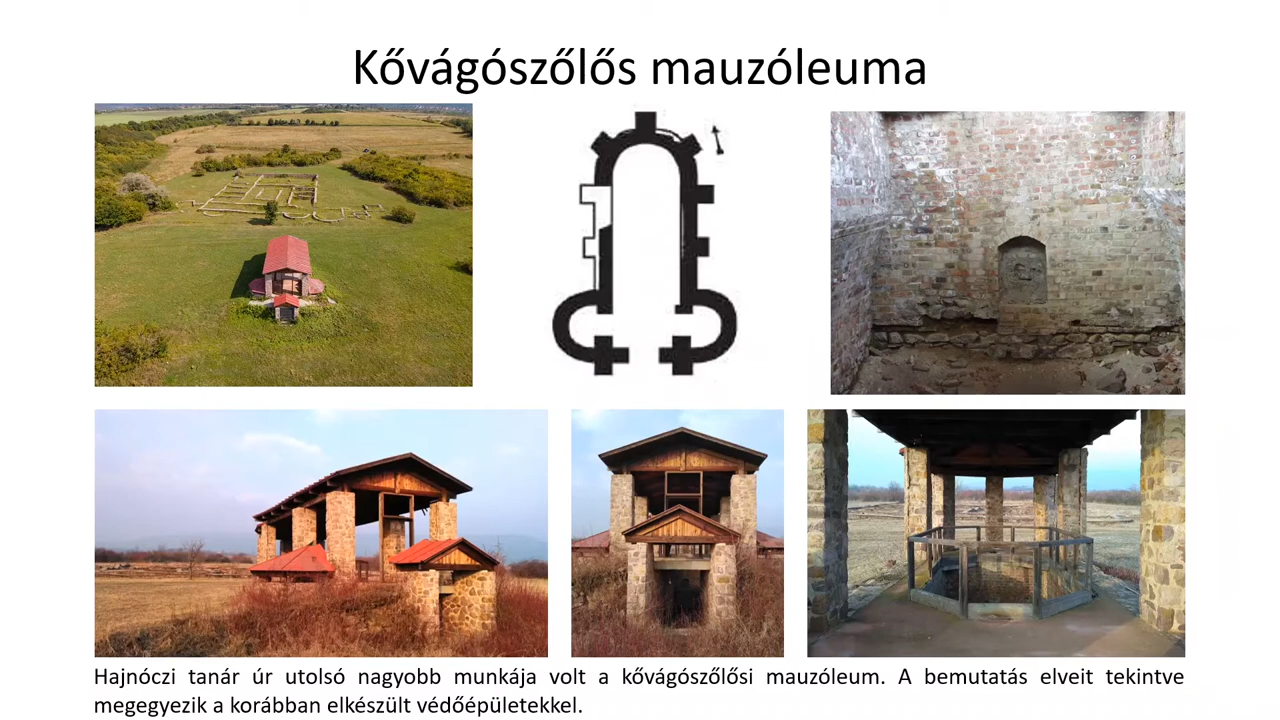 Kővágószőlős mauzóleuma
Hajnóczi tanár úr utolsó nagyobb munkája volt a kővágószőlősi mauzóleum. A bemutatás elveit tekintve
megegyezik a korábban elkészült védőépületekkel.